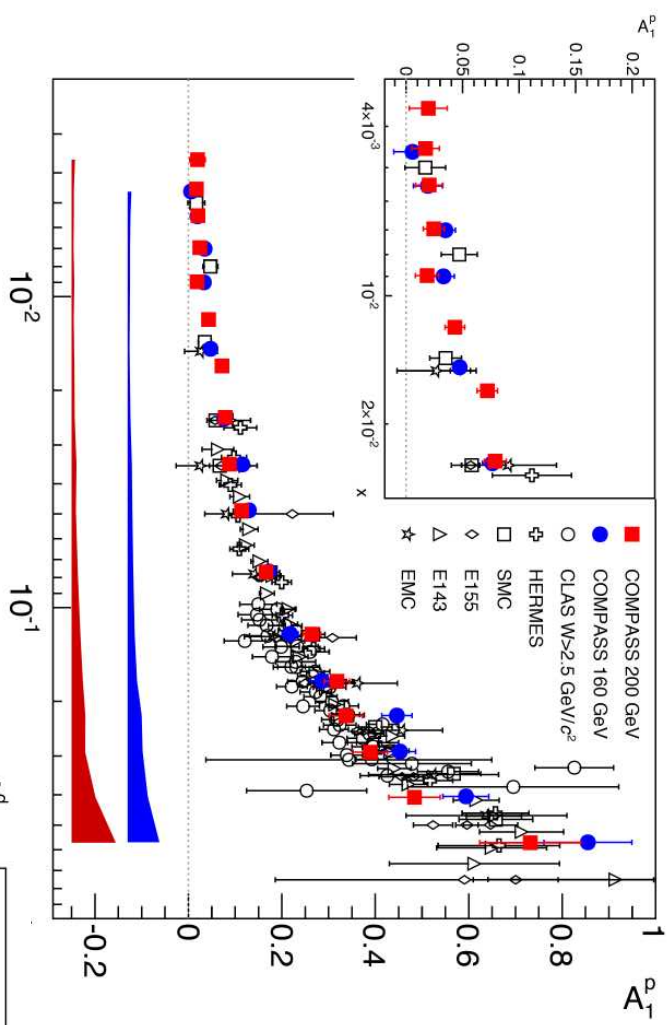 A₁ᵖ
0.2
0.15
0.1
0.05
0
4×10⁻³
10⁻²
2×10⁻²
x
COMPASS 200 GeV
COMPASS 160 GeV
CLAS W>2.5 GeV/c²
HERMES
SMC
E155
E143
EMC
A₁ᵖ
1
0.8
0.6
0.4
0.2
0
-0.2
10⁻²
10⁻¹
d